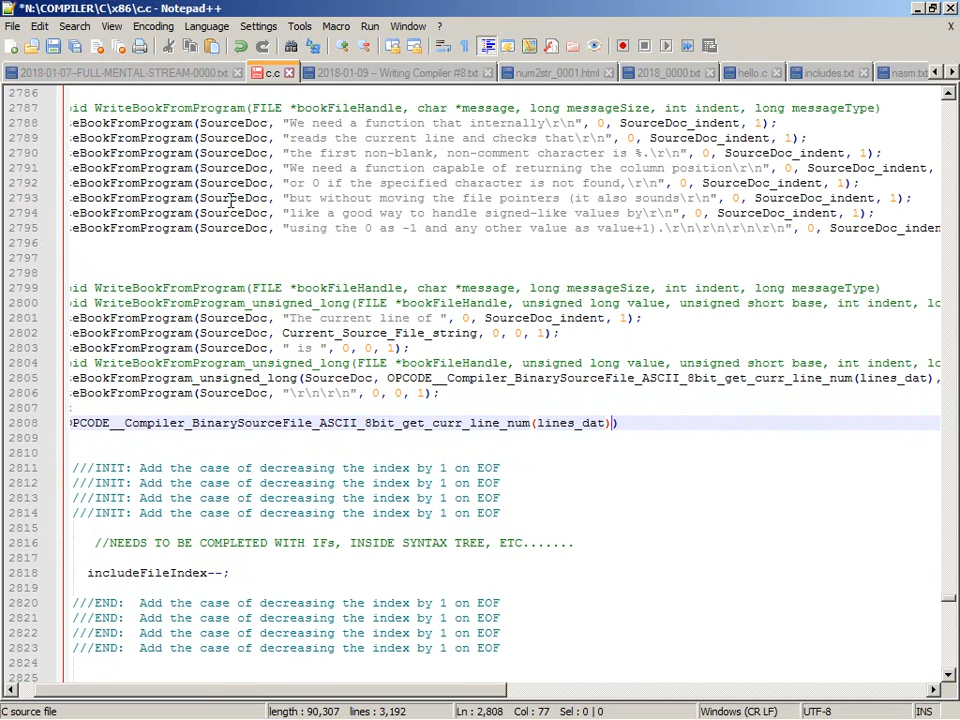 *N:\COMPILER\C\x86\c.c - Notepad++
File Edit Search View Encoding Language Settings Tools Macro Run Window ? X
2018-01-07-FULL-MENTAL-STREAM-0000.txt c.c 2018-01-09 -- Writing Compiler #8.txt num2str_0001.html 2018_0000.txt hello.c includes.txt nasm.tx
2786
2787 id WriteBookFromProgram(FILE *bookFileHandle, char *message, long messageSize, int indent, long messageType)
2788 eBookFromProgram(SourceDoc, "We need a function that internally\r\n", 0, SourceDoc_indent, 1);
2789 eBookFromProgram(SourceDoc, "reads the current line and checks that\r\n", 0, SourceDoc_indent, 1);
2790 eBookFromProgram(SourceDoc, "the first non-blank, non-comment character is %.\r\n", 0, SourceDoc_indent, 1);
2791 eBookFromProgram(SourceDoc, "We need a function capable of returning the column position\r\n", 0, SourceDoc_indent,
2792 eBookFromProgram(SourceDoc, "or 0 if the specified character is not found,\r\n", 0, SourceDoc_indent, 1);
2793 eBookFromProgram(SourceDoc, "but without moving the file pointers (it also sounds\r\n", 0, SourceDoc_indent, 1);
2794 eBookFromProgram(SourceDoc, "like a good way to handle signed-like values by\r\n", 0, SourceDoc_indent, 1);
2795 eBookFromProgram(SourceDoc, "using the 0 as -1 and any other value as value+1).\r\n\r\n\r\n\r\n", 0, SourceDoc_inden
2796
2797
2798
2799 id WriteBookFromProgram(FILE *bookFileHandle, char *message, long messageSize, int indent, long messageType)
2800 id WriteBookFromProgram_unsigned_long(FILE *bookFileHandle, unsigned long value, unsigned short base, int indent, lo
2801 eBookFromProgram(SourceDoc, "The current line of ", 0, SourceDoc_indent, 1);
2802 eBookFromProgram(SourceDoc, Current_Source_File_string, 0, 0, 1);
2803 eBookFromProgram(SourceDoc, " is ", 0, 0, 1);
2804 id WriteBookFromProgram_unsigned_long(FILE *bookFileHandle, unsigned long value, unsigned short base, int indent, lo
2805 eBookFromProgram_unsigned_long(SourceDoc, OPCODE__Compiler_BinarySourceFile_ASCII_8bit_get_curr_line_num(lines_dat),
2806 eBookFromProgram(SourceDoc, "\r\n\r\n", 0, 0, 1);
2807 ;
2808 OPCODE__Compiler_BinarySourceFile_ASCII_8bit_get_curr_line_num(lines_dat))
2809
2810
2811 ///INIT: Add the case of decreasing the index by 1 on EOF
2812 ///INIT: Add the case of decreasing the index by 1 on EOF
2813 ///INIT: Add the case of decreasing the index by 1 on EOF
2814 ///INIT: Add the case of decreasing the index by 1 on EOF
2815
2816 //NEEDS TO BE COMPLETED WITH IFs, INSIDE SYNTAX TREE, ETC.......
2817
2818 includeFileIndex--;
2819
2820 ///END: Add the case of decreasing the index by 1 on EOF
2821 ///END: Add the case of decreasing the index by 1 on EOF
2822 ///END: Add the case of decreasing the index by 1 on EOF
2823 ///END: Add the case of decreasing the index by 1 on EOF
2824
2825
C source file length : 90,307 lines : 3,192 Ln : 2,808 Col : 77 Sel : 0 | 0 Windows (CR LF) UTF-8 INS